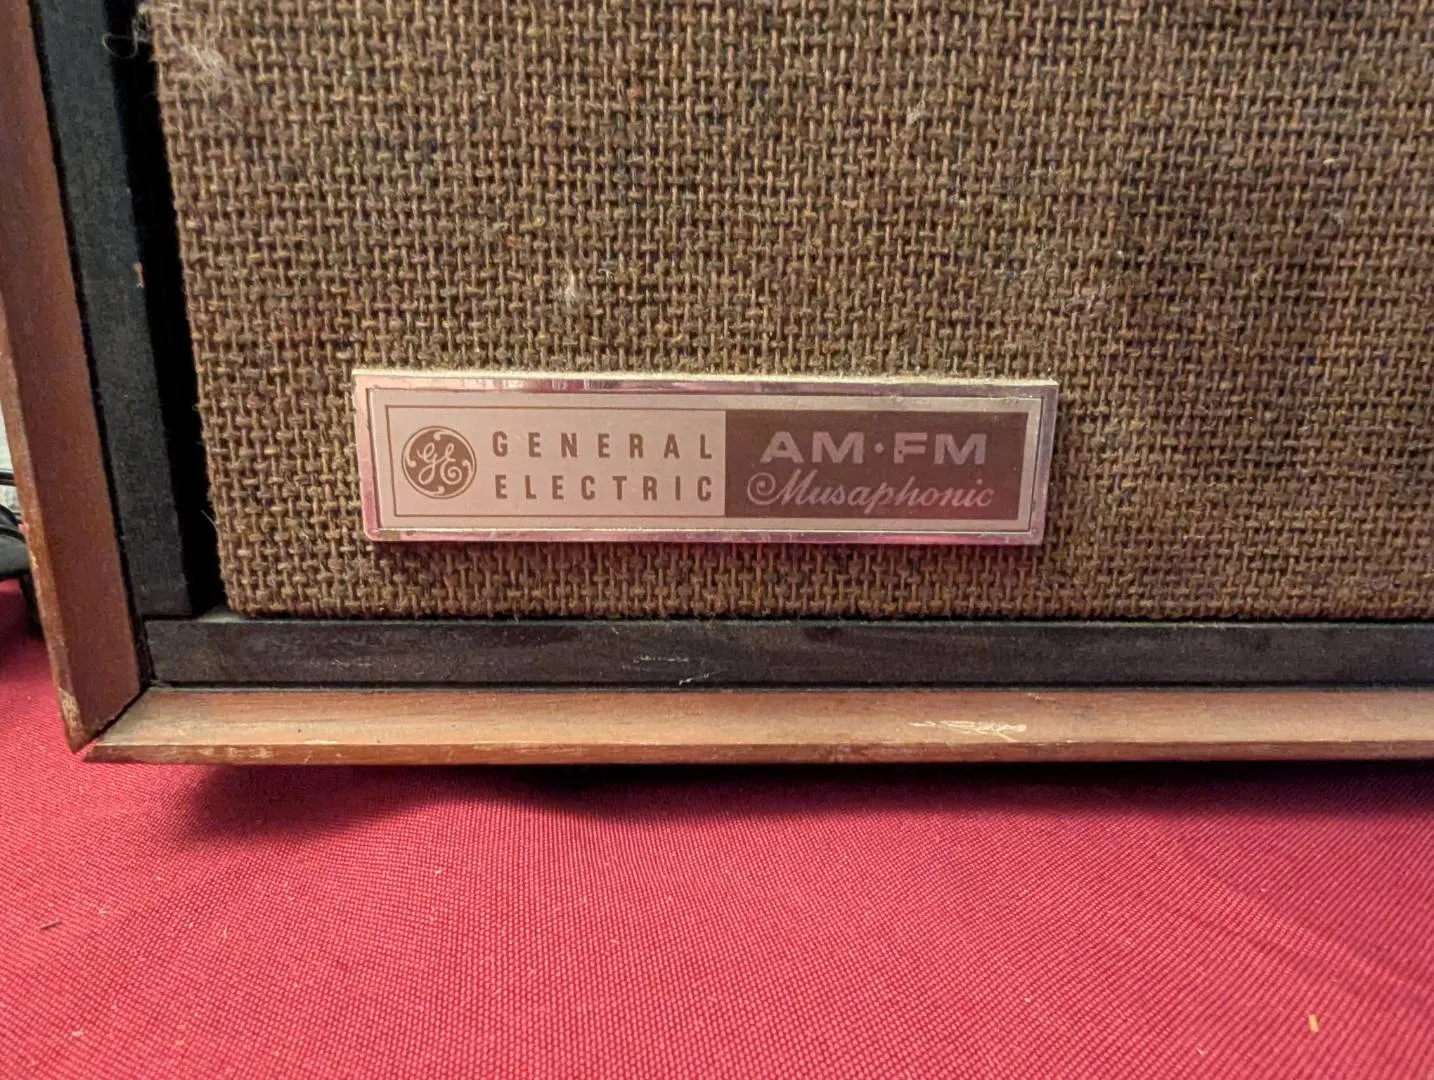 GE
GENERAL
ELECTRIC
AM·FM
Musaphonic